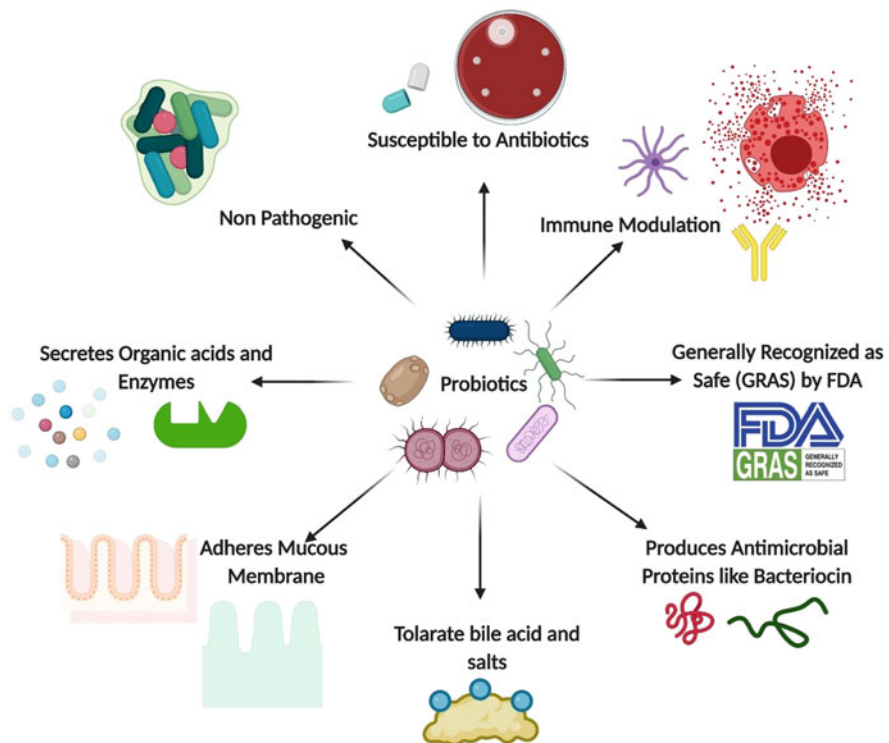 Susceptible to Antibiotics
Non Pathogenic
Immune Modulation
Secretes Organic acids and
Enzymes
Probiotics
Generally Recognized as
Safe (GRAS) by FDA
FDA
GRAS
GENERALLY
RECOGNIZED
AS SAFE
Adheres Mucous
Membrane
Produces Antimicrobial
Proteins like Bacteriocin
Tolarate bile acid and
salts